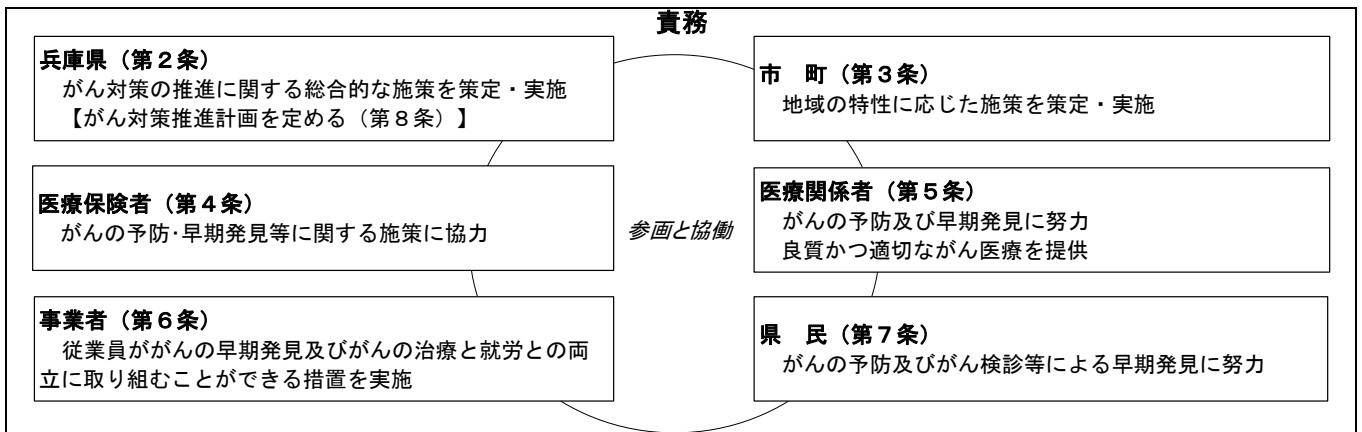 責務
兵庫県（第２条）
がん対策の推進に関する総合的な施策を策定・実施
【がん対策推進計画を定める（第８条）】
市　町（第３条）
地域の特性に応じた施策を策定・実施
医療保険者（第４条）
がんの予防･早期発見等に関する施策に協力
参画と協働
医療関係者（第５条）
がんの予防及び早期発見に努力
良質かつ適切ながん医療を提供
事業者（第６条）
従業員ががんの早期発見及びがんの治療と就労との両
立に取り組むことができる措置を実施
県　民（第７条）
がんの予防及びがん検診等による早期発見に努力